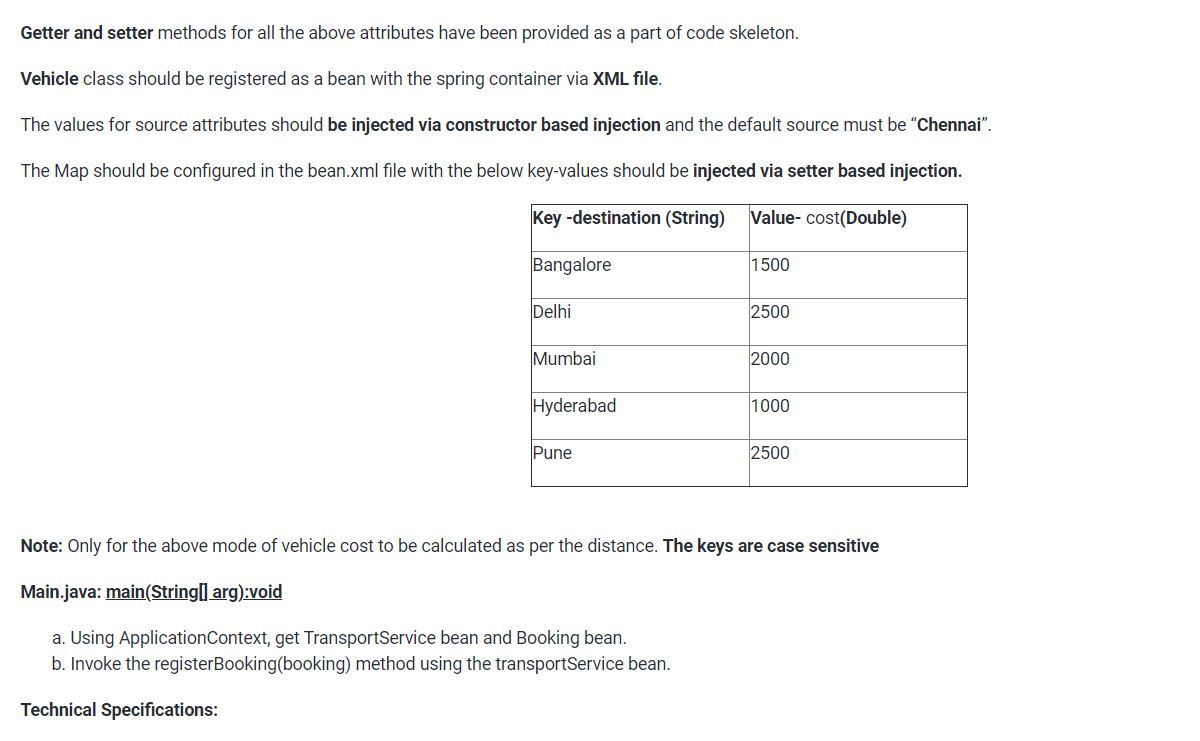 Getter and setter methods for all the above attributes have been provided as a part of code skeleton.
Vehicle class should be registered as a bean with the spring container via XML file.
The values for source attributes should be injected via constructor based injection and the default source must be “Chennai”.
The Map should be configured in the bean.xml file with the below key-values should be injected via setter based injection.
Key -destination (String) Value- cost(Double)
Bangalore 1500
Delhi 2500
Mumbai 2000
Hyderabad 1000
Pune 2500
Note: Only for the above mode of vehicle cost to be calculated as per the distance. The keys are case sensitive
Main.java: main(String[] arg):void
a. Using ApplicationContext, get TransportService bean and Booking bean.
b. Invoke the registerBooking(booking) method using the transportService bean.
Technical Specifications: